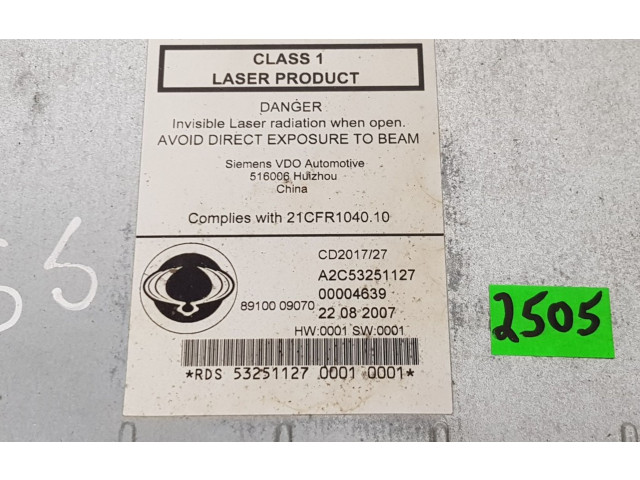 CLASS 1
LASER PRODUCT
DANGER
Invisible Laser radiation when open.
AVOID DIRECT EXPOSURE TO BEAM
Siemens VDO Automotive
516006 Huizhou
China
Complies with 21CFR1040.10
CD2017/27
A2C53251127
89100 09070
00004639
22 08 2007
HW:0001 SW:0001
*RDS 53251127 0001 0001*
2505